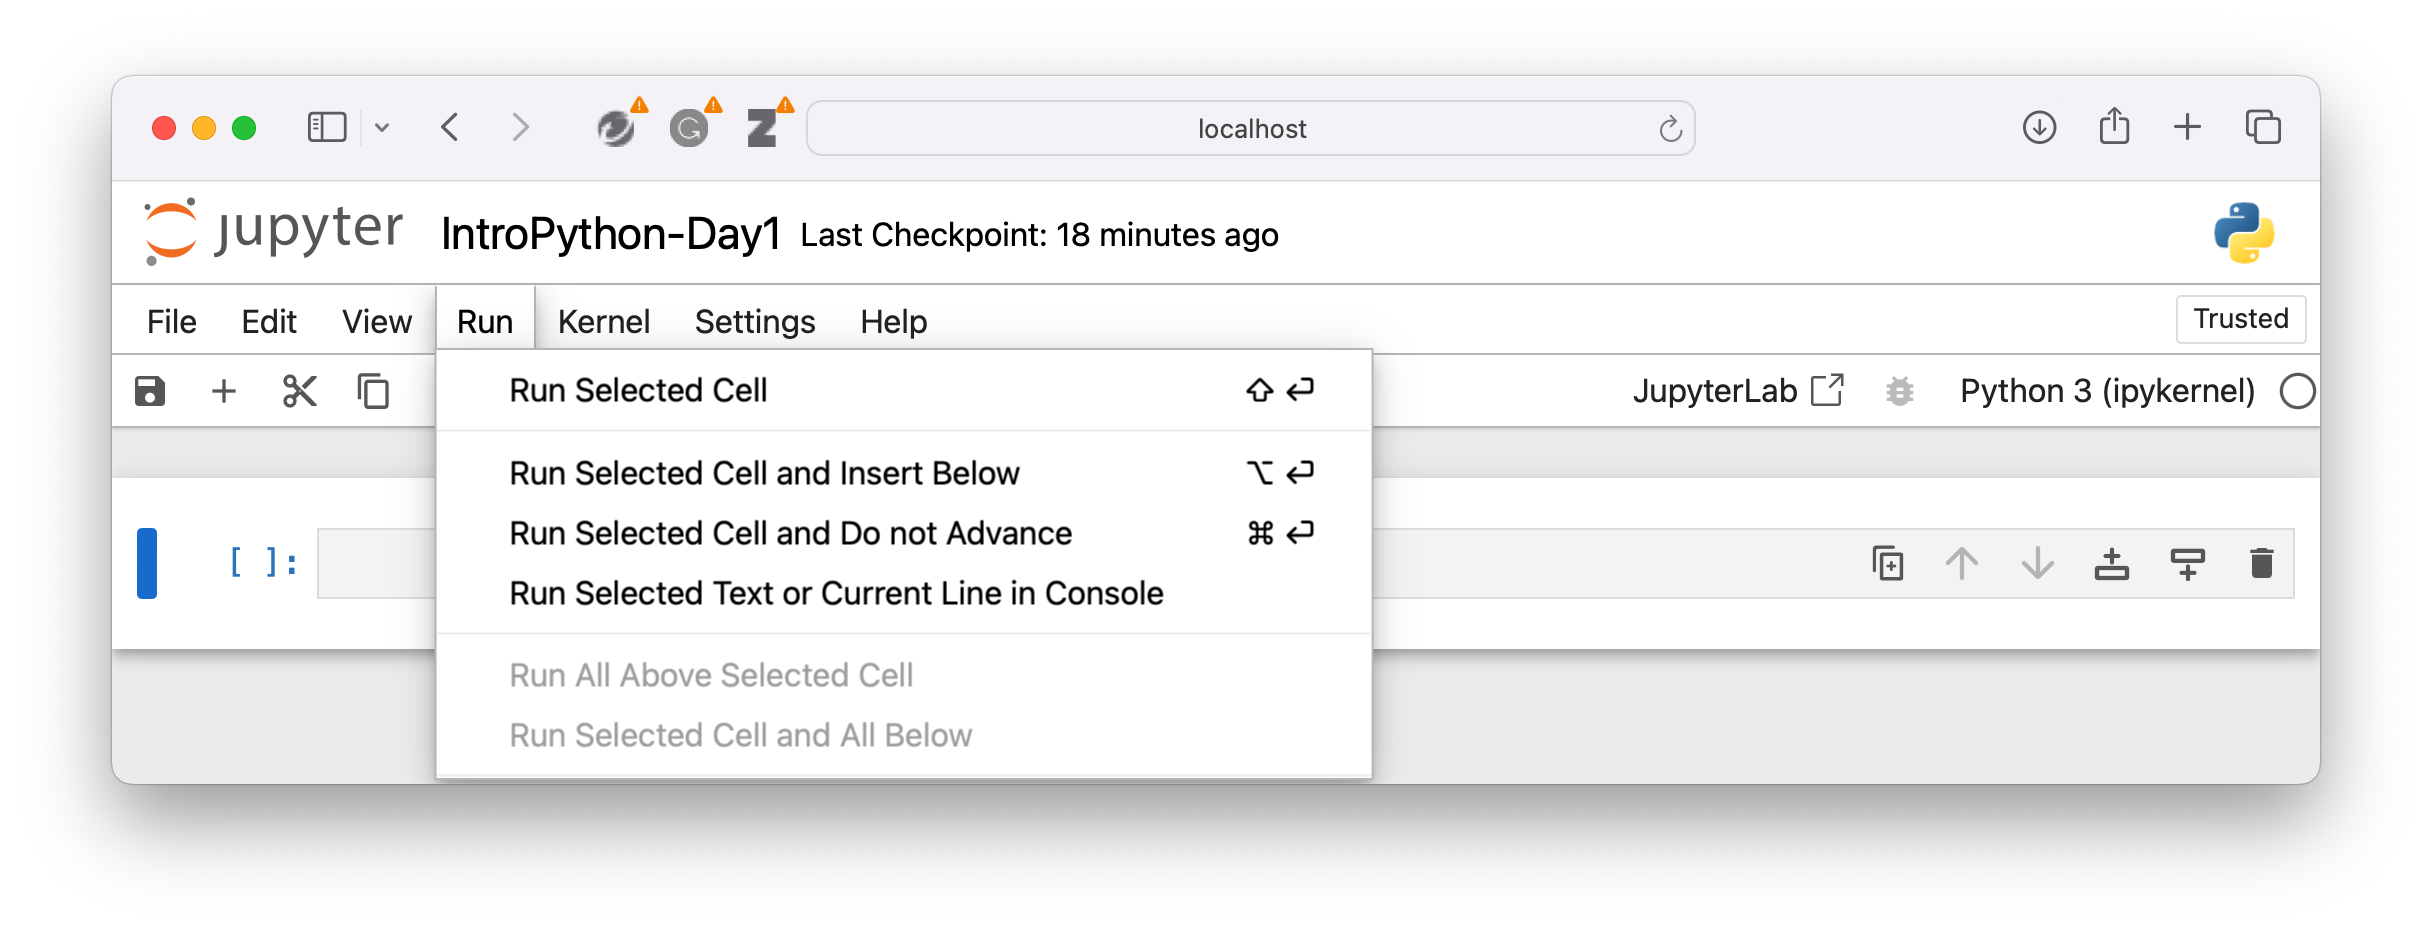 localhost
jupyter IntroPython-Day1 Last Checkpoint: 18 minutes ago
File Edit View Run Kernel Settings Help Trusted
JupyterLab Python 3 (ipykernel)
Run Selected Cell ⇧ ⏎
Run Selected Cell and Insert Below ⌥ ⏎
Run Selected Cell and Do not Advance ⌘ ⏎
[ ]:
Run Selected Text or Current Line in Console
Run All Above Selected Cell
Run Selected Cell and All Below